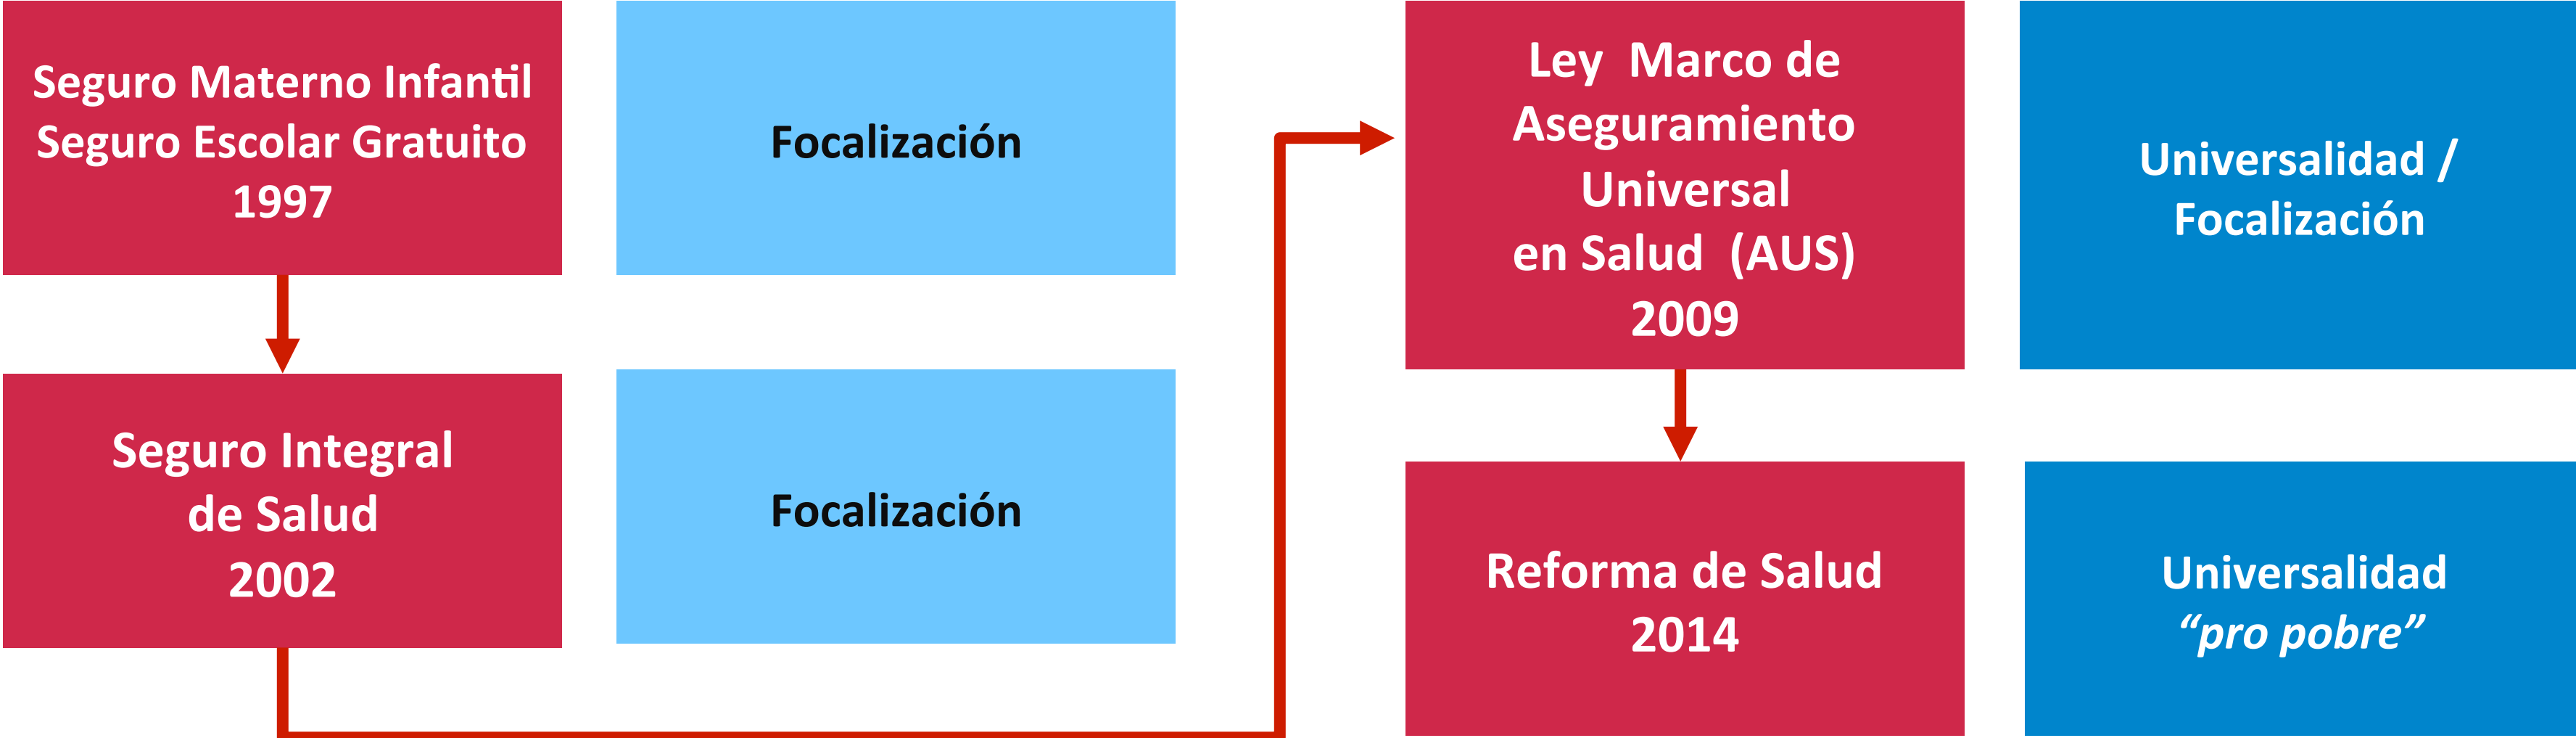 Seguro Materno Infantil
Seguro Escolar Gratuito
1997
Focalización
Seguro Integral
de Salud
2002
Focalización
Ley Marco de
Aseguramiento
Universal
en Salud (AUS)
2009
Universalidad /
Focalización
Reforma de Salud
2014
Universalidad
“pro pobre”